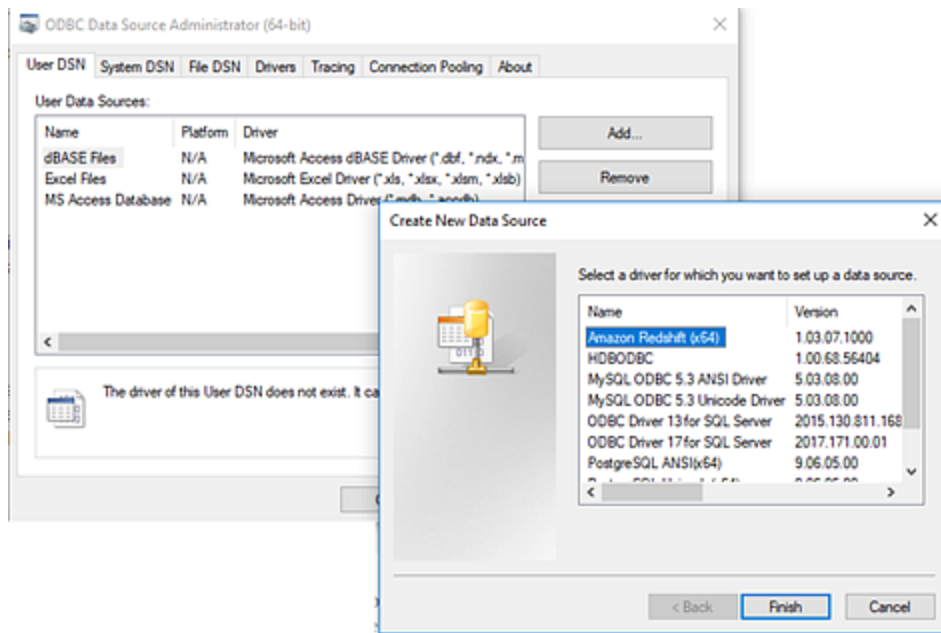 ODBC Data Source Administrator (64-bit)
User DSN System DSN File DSN Drivers Tracing Connection Pooling About
User Data Sources:
Name Platform Driver
dBASE Files N/A Microsoft Access dBASE Driver (*.dbf, *.ndx, *.m
Excel Files N/A Microsoft Excel Driver (*.xls, *.xlsx, *.xlsm, *.xlsb)
MS Access Database N/A Microsoft Access Driver (*.mdb, *.accdb)
Add...
Remove
The driver of this User DSN does not exist. It ca
Create New Data Source
Select a driver for which you want to set up a data source.
Name Version
Amazon Redshift (x64) 1.03.07.1000
HDBODBC 1.00.68.56404
MySQL ODBC 5.3 ANSI Driver 5.03.08.00
MySQL ODBC 5.3 Unicode Driver 5.03.08.00
ODBC Driver 13 for SQL Server 2015.130.811.168
ODBC Driver 17 for SQL Server 2017.171.00.01
PostgreSQL ANSI(x64) 9.06.05.00
< Back Finish Cancel